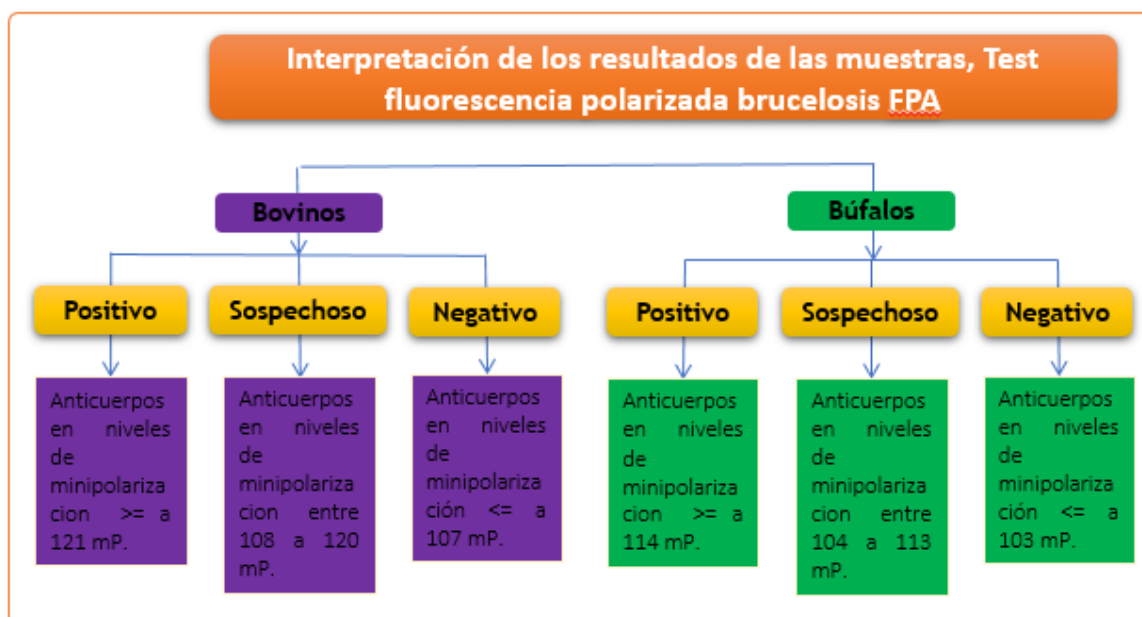 Interpretación de los resultados de las muestras, Test
fluorescencia polarizada brucelosis FPA
Bovinos
Búfalos
Positivo
Sospechoso
Negativo
Positivo
Sospechoso
Negativo
Anticuerpos
en niveles
de
minipolariza
cion >= a
121 mP.
Anticuerpos
en niveles
de
minipolariza
cion entre
108 a 120
mP.
Anticuerpos
en niveles
de
minipolariza
ción <= a
107 mP.
Anticuerpos
en niveles
de
minipolariza
cion >= a
114 mP.
Anticuerpos
en niveles
de
minipolariza
cion entre
104 a 113
mP.
Anticuerpos
en niveles
de
minipolariza
ción <= a
103 mP.